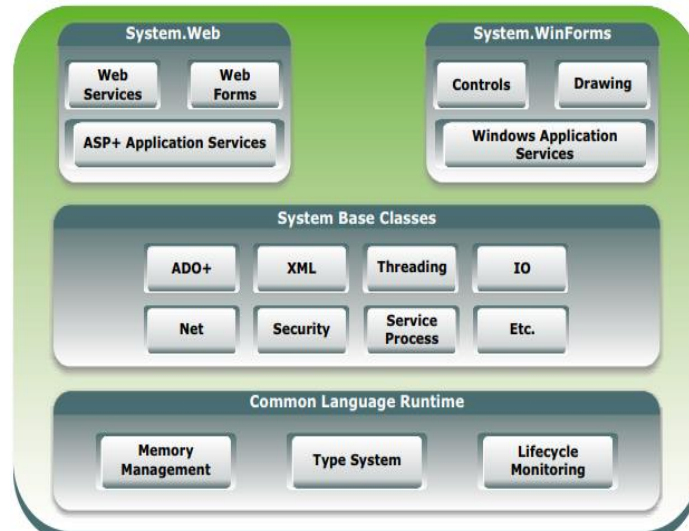 System.Web
Web
Services
Web
Forms
ASP+ Application Services
System.WinForms
Controls
Drawing
Windows Application
Services
System Base Classes
ADO+
XML
Threading
IO
Net
Security
Service
Process
Etc.
Common Language Runtime
Memory
Management
Type System
Lifecycle
Monitoring